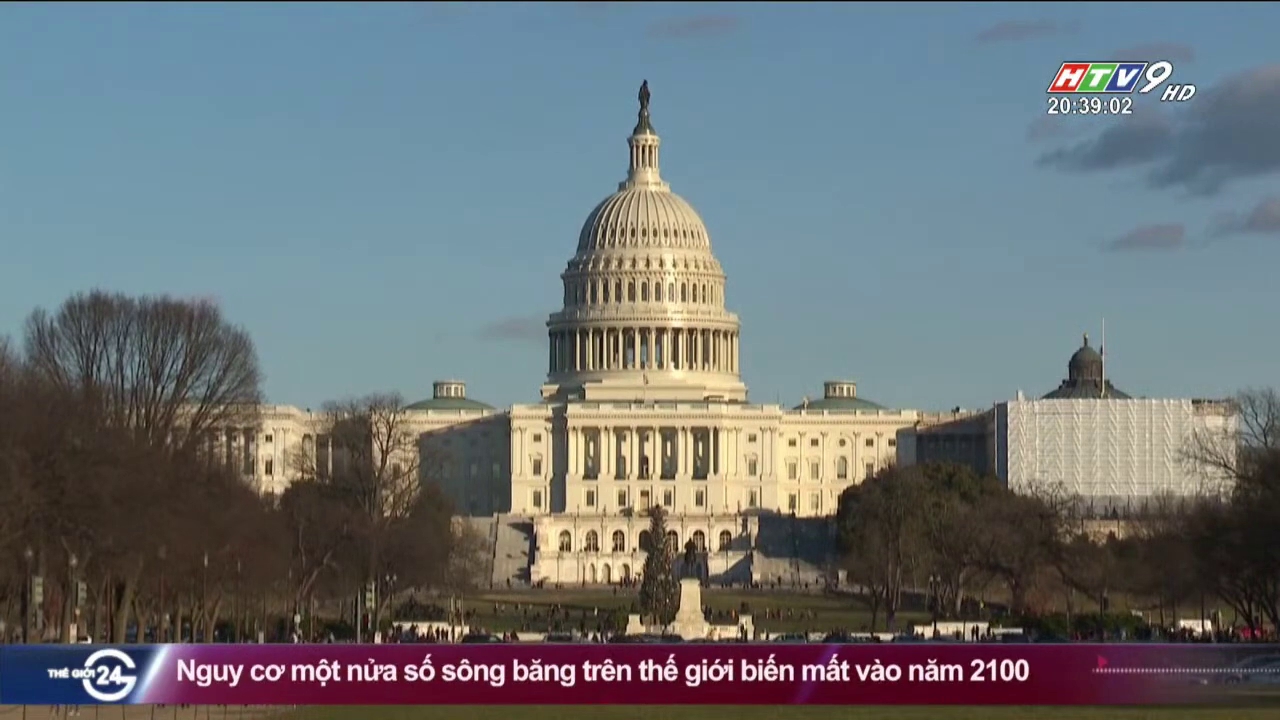 HTV9 HD
20:39:02
THẾ GIỚI 24G
Nguy cơ một nửa số sông băng trên thế giới biến mất vào năm 2100